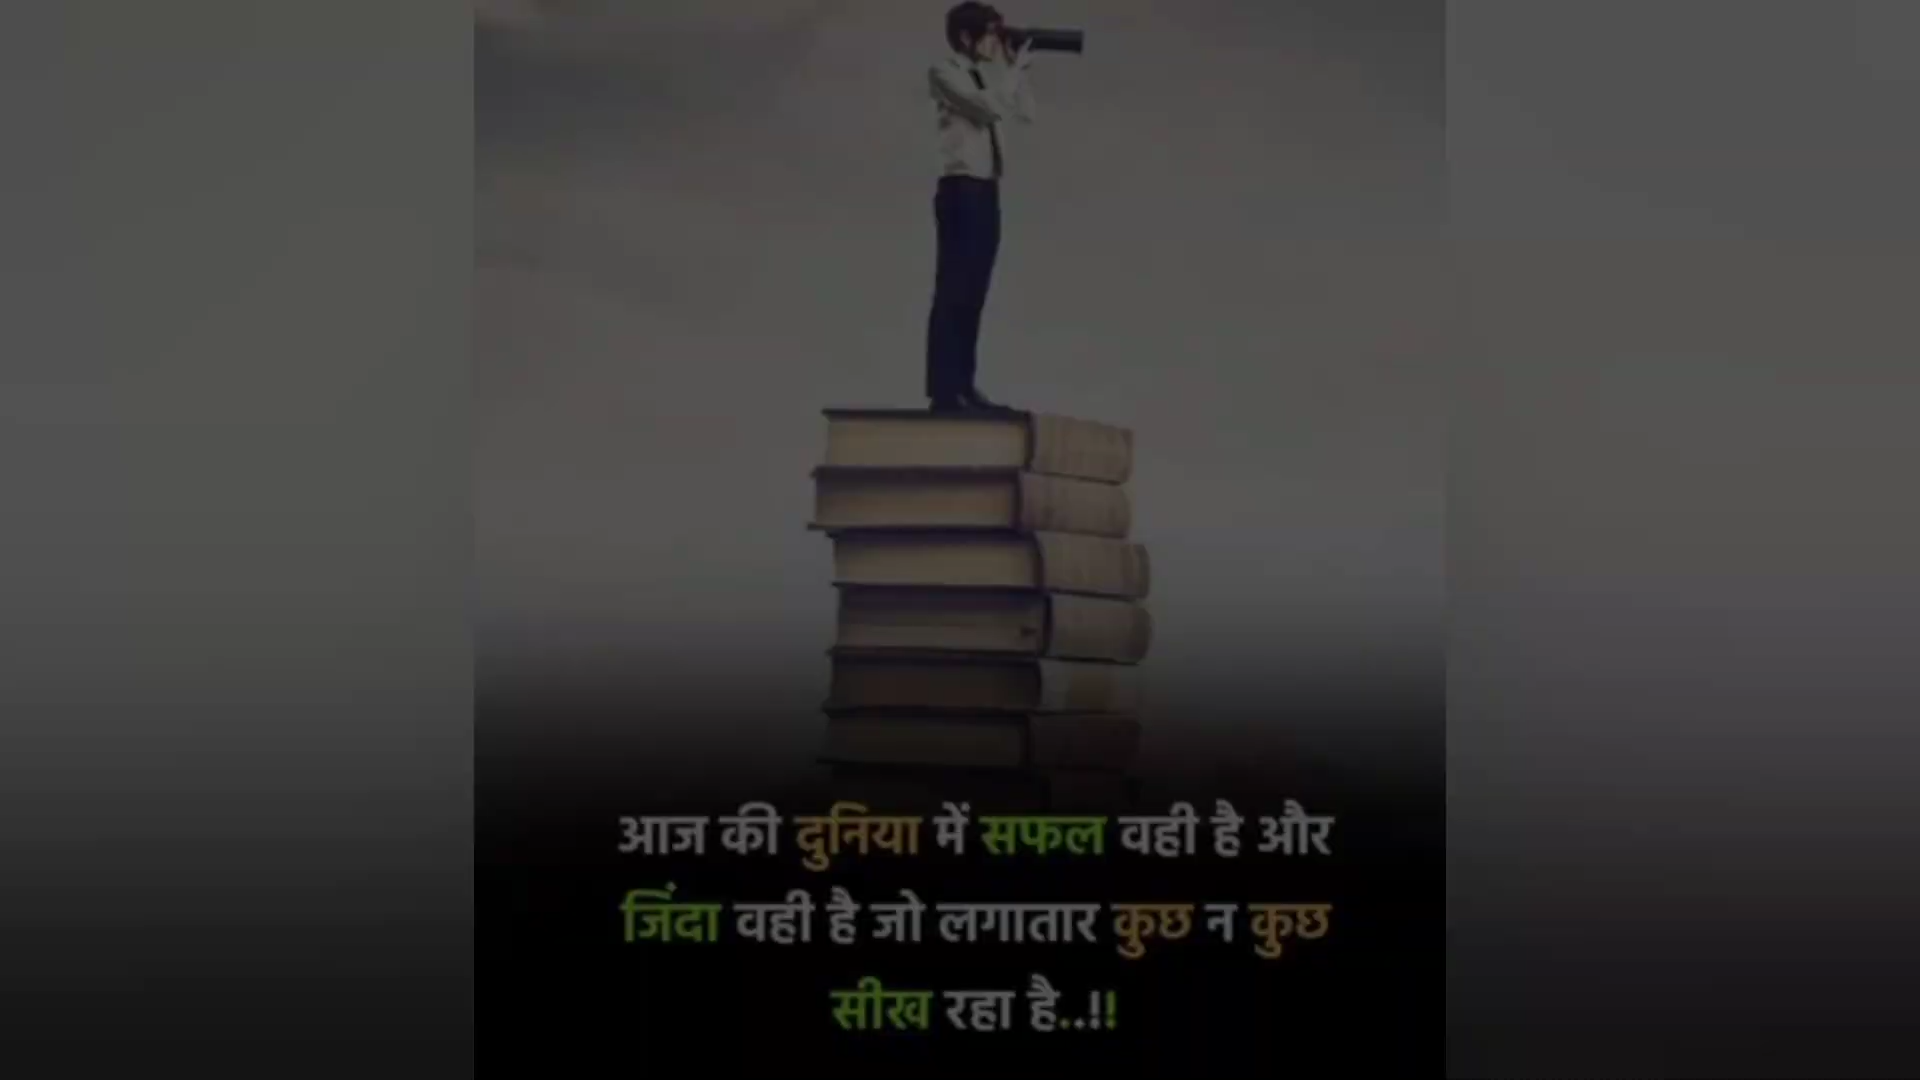 आज की दुनिया में सफल वही है और
जिंदा वही है जो लगातार कुछ न कुछ
सीख रहा है..!!